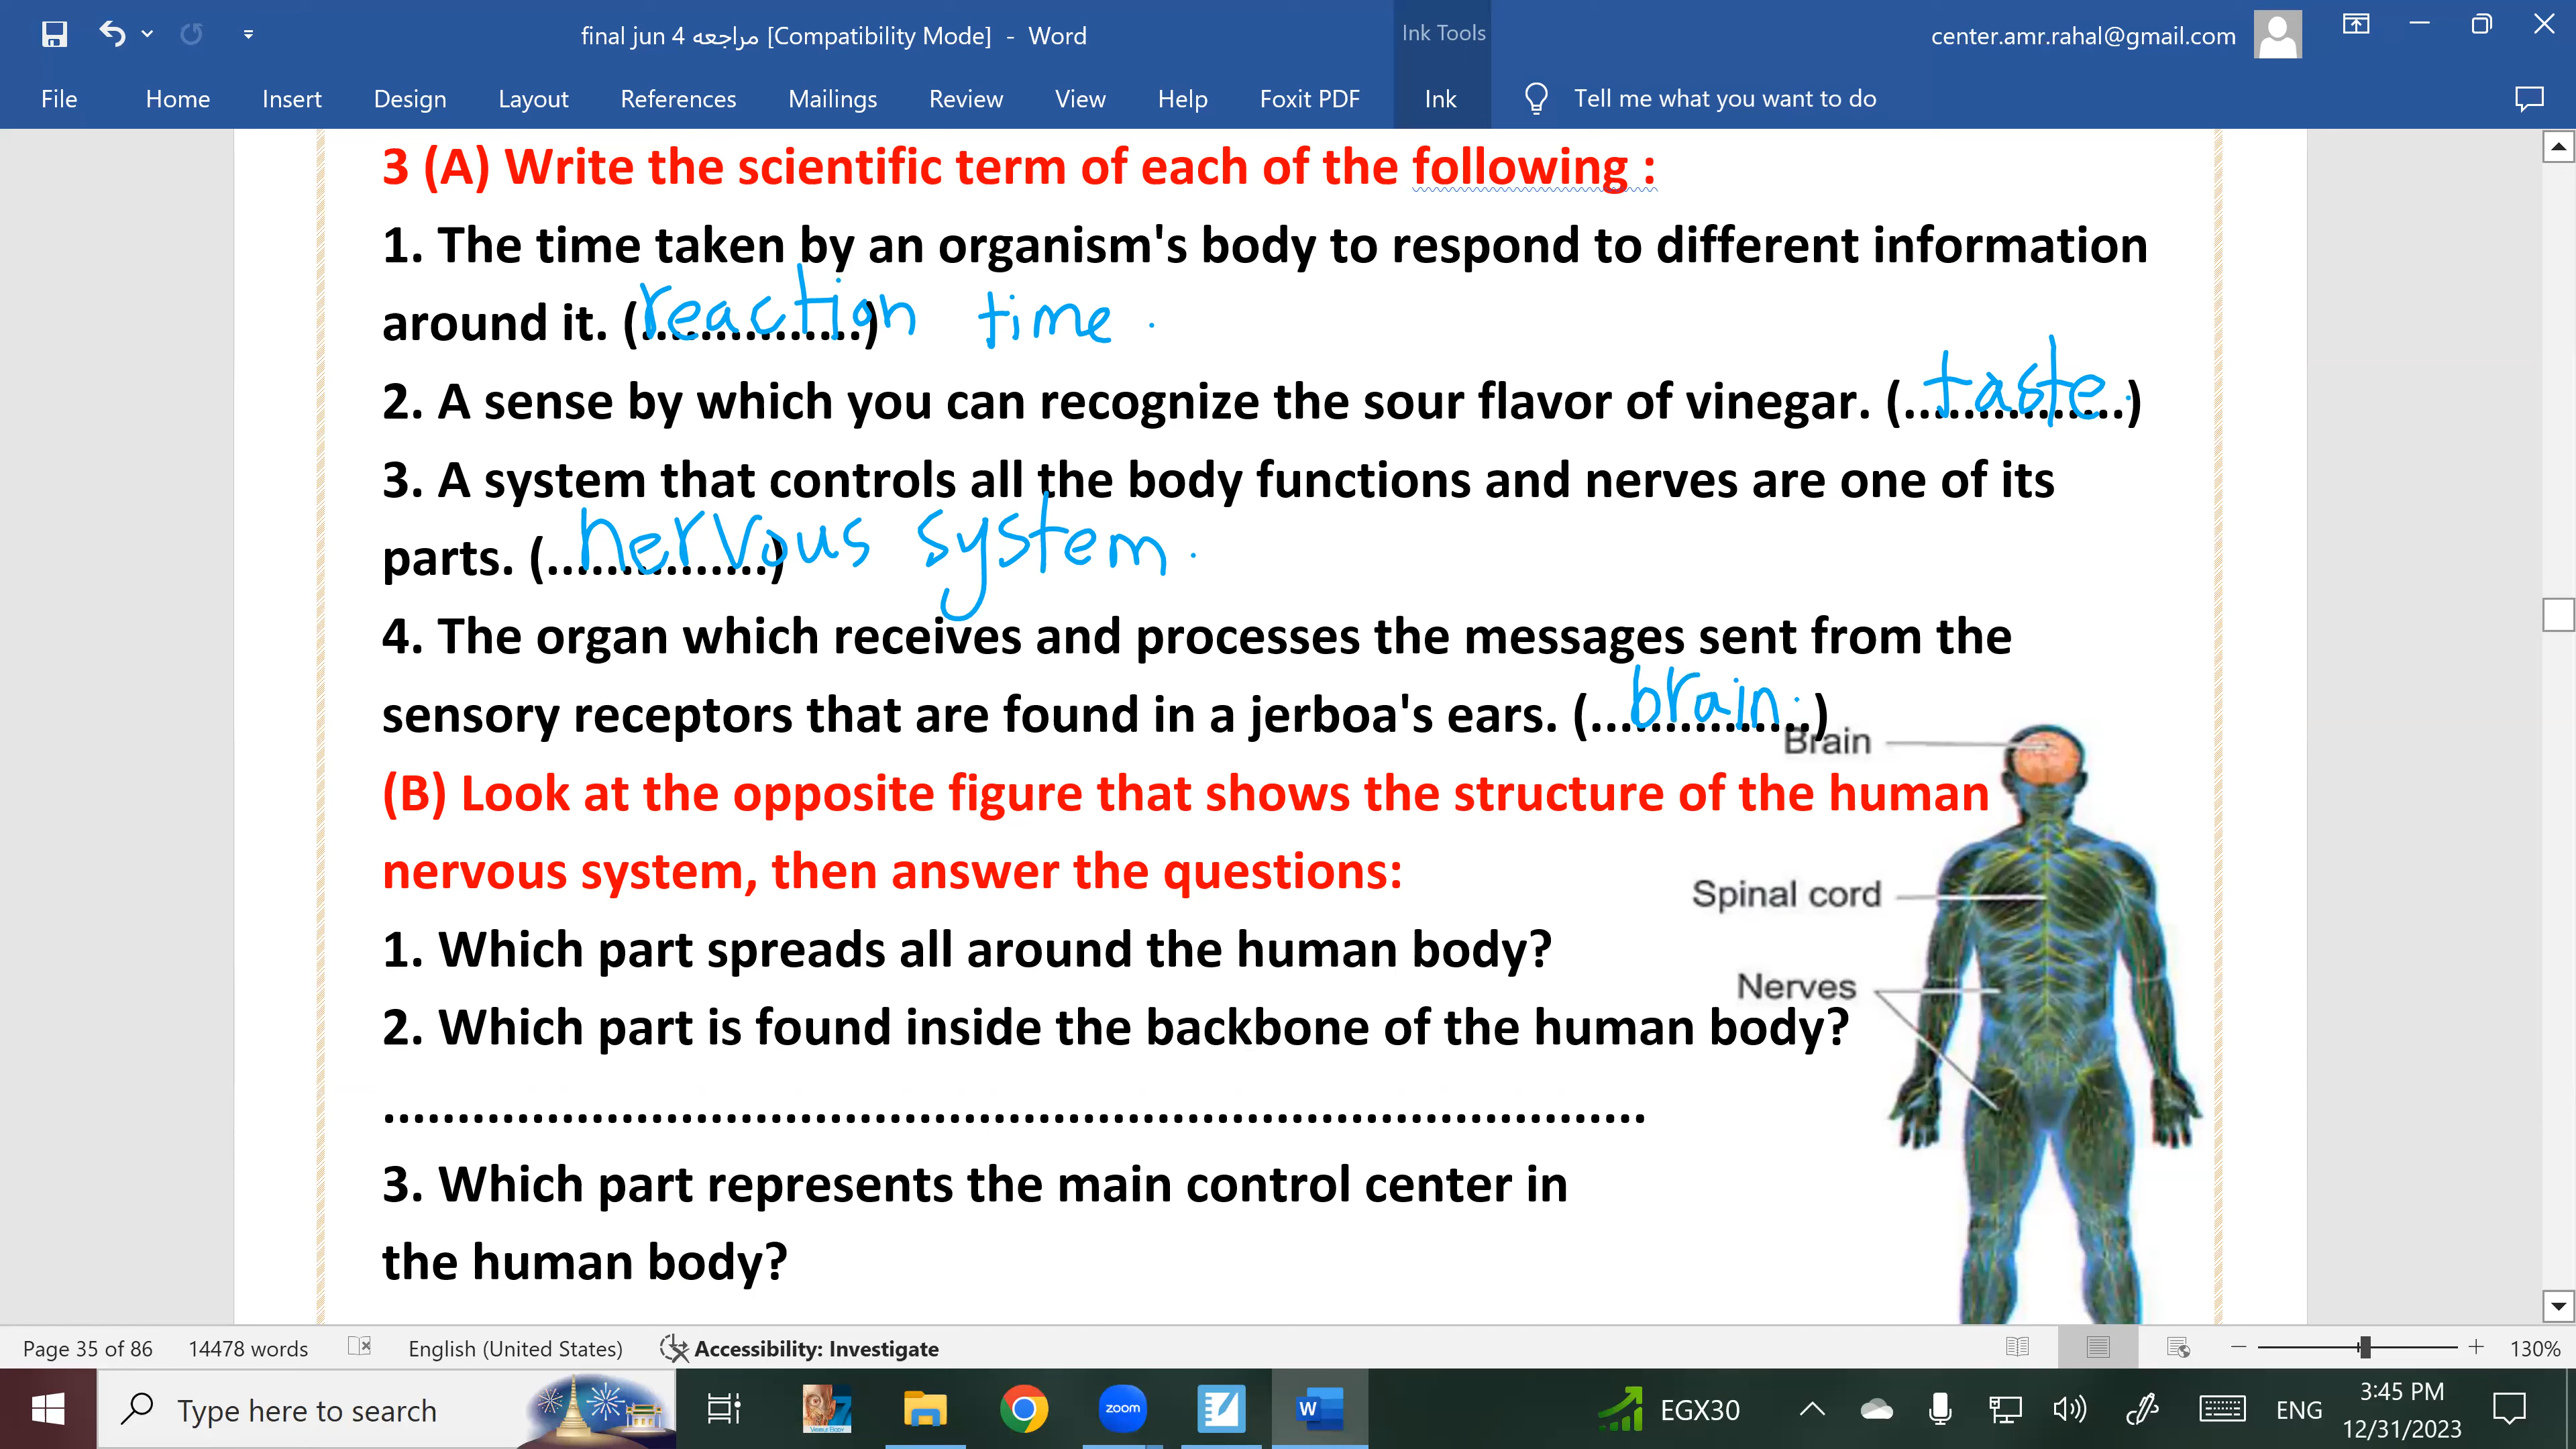 final jun 4 مراجعه [Compatibility Mode] - Word
Ink Tools
center.amr.rahal@gmail.com
File Home Insert Design Layout References Mailings Review View Help Foxit PDF Ink Tell me what you want to do
3 (A) Write the scientific term of each of the following :
1. The time taken by an organism's body to respond to different information
around it. (...............) reaction time.
2. A sense by which you can recognize the sour flavor of vinegar. (...............) taste.
3. A system that controls all the body functions and nerves are one of its
parts. (...............) nervous system.
4. The organ which receives and processes the messages sent from the
sensory receptors that are found in a jerboa's ears. (...............) brain.
Brain
(B) Look at the opposite figure that shows the structure of the human
nervous system, then answer the questions:
Spinal cord
1. Which part spreads all around the human body?
Nerves
2. Which part is found inside the backbone of the human body?
.....................................................................................
3. Which part represents the main control center in
the human body?
Page 35 of 86 14478 words English (United States) Accessibility: Investigate 130%
Type here to search zoom W EGX30 ENG 3:45 PM
12/31/2023